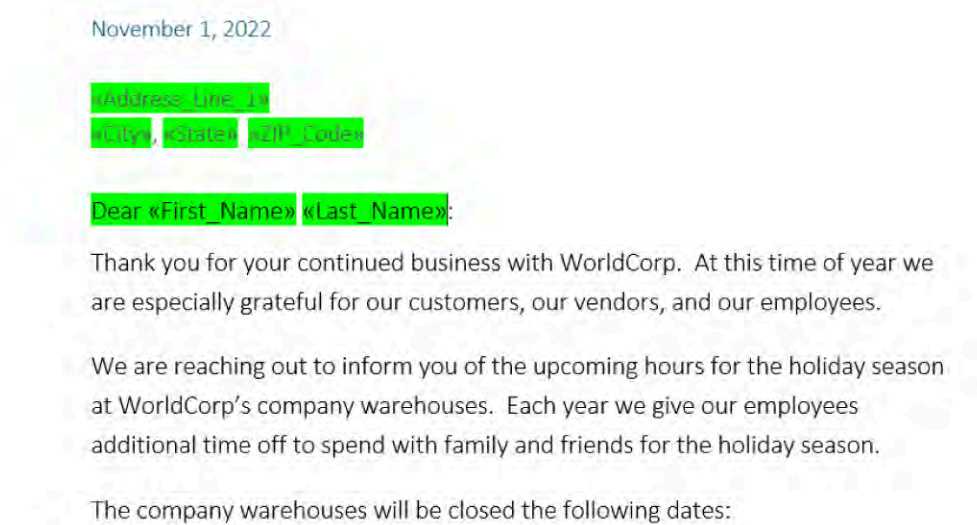 November 1, 2022
«Address_Line_1»
«City», «State» «ZIP_Code»
Dear «First_Name» «Last_Name»:
Thank you for your continued business with WorldCorp.  At this time of year we
are especially grateful for our customers, our vendors, and our employees.
We are reaching out to inform you of the upcoming hours for the holiday season
at WorldCorp’s company warehouses.  Each year we give our employees
additional time off to spend with family and friends for the holiday season.
The company warehouses will be closed the following dates: